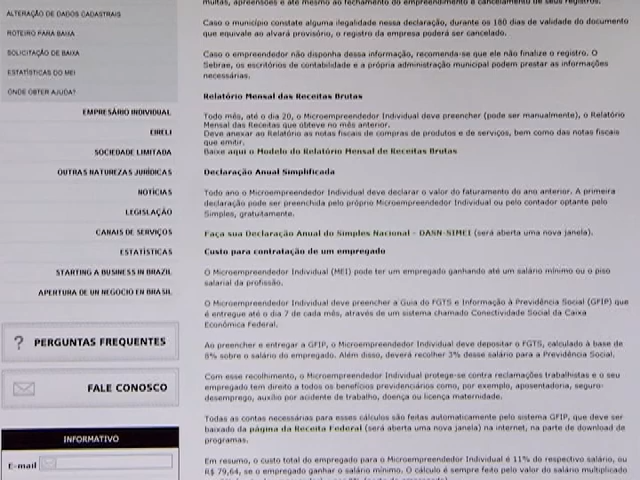 ALTERAÇÃO DE DADOS CADASTRAIS
ROTEIRO PARA BAIXA
SOLICITAÇÃO DE BAIXA
ESTATÍSTICAS DO MEI
ONDE OBTER AJUDA?
EMPRESÁRIO INDIVIDUAL
EIRELI
SOCIEDADE LIMITADA
OUTRAS NATUREZAS JURÍDICAS
NOTÍCIAS
LEGISLAÇÃO
CANAIS DE SERVIÇOS
ESTATÍSTICAS
STARTING A BUSINESS IN BRAZIL
APERTURA DE UN NEGOCIO EN BRASIL
? PERGUNTAS FREQUENTES
FALE CONOSCO
INFORMATIVO
E-mail
multas, apreensões e até mesmo ao fechamento do empreendimento e cancelamento de seus registros.
Caso o município constate alguma ilegalidade nessa declaração, durante os 180 dias de validade do documento
que equivale ao alvará provisório, o registro da empresa poderá ser cancelado.
Caso o empreendedor não disponha dessa informação, recomenda-se que ele não finalize o registro. O
Sebrae, os escritórios de contabilidade e a própria administração municipal podem prestar as informações
necessárias.
Relatório Mensal das Receitas Brutas
Todo mês, até o dia 20, o Microempreendedor Individual deve preencher (pode ser manualmente), o Relatório
Mensal das Receitas que obteve no mês anterior.
Deve anexar ao Relatório as notas fiscais de compras de produtos e de serviços, bem como das notas fiscais
que emitir.
Baixe aqui o Modelo do Relatório Mensal de Receitas Brutas
Declaração Anual Simplificada
Todo ano o Microempreendedor Individual deve declarar o valor do faturamento do ano anterior. A primeira
declaração pode ser preenchida pelo próprio Microempreendedor Individual ou pelo contador optante pelo
Simples, gratuitamente.
Faça sua Declaração Anual do Simples Nacional - DASN-SIMEI (será aberta uma nova janela).
Custo para contratação de um empregado
O Microempreendedor Individual (MEI) pode ter um empregado ganhando até um salário mínimo ou o piso
salarial da profissão.
O Microempreendedor Individual deve preencher a Guia do FGTS e Informação à Previdência Social (GFIP) que
é entregue até o dia 7 de cada mês, através de um sistema chamado Conectividade Social da Caixa
Econômica Federal.
Ao preencher e entregar a GFIP, o Microempreendedor Individual deve depositar o FGTS, calculado à base de
8% sobre o salário do empregado. Além disso, deverá recolher 3% desse salário para a Previdência Social.
Com esse recolhimento, o Microempreendedor Individual protege-se contra reclamações trabalhistas e o seu
empregado tem direito a todos os benefícios previdenciários como, por exemplo, aposentadoria, seguro-
desemprego, auxílio por acidente de trabalho, doença ou licença maternidade.
Todas as contas necessárias para esses cálculos são feitas automaticamente pelo sistema GFIP, que deve ser
baixado da página da Receita Federal (será aberta uma nova janela) na internet, na parte de download de
programas.
Em resumo, o custo total do empregado para o Microempreendedor Individual é 11% do respectivo salário, ou
R$ 79,64, se o empregado ganhar o salário mínimo. O cálculo é sempre feito pelo valor do salário multiplicado